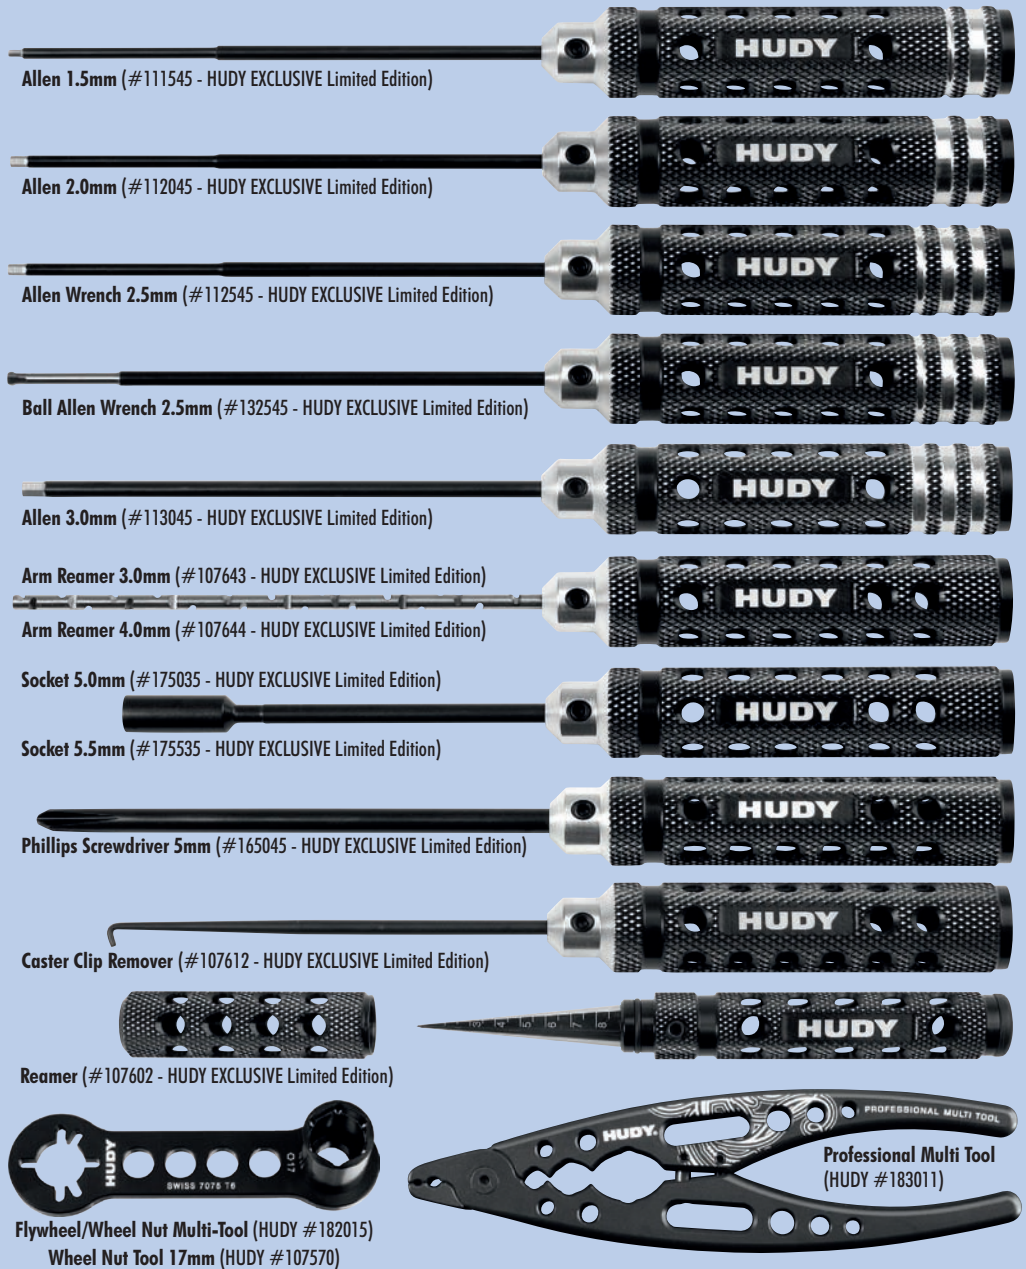 HUDY
Allen 1.5mm (#111545 - HUDY EXCLUSIVE Limited Edition)
HUDY
Allen 2.0mm (#112045 - HUDY EXCLUSIVE Limited Edition)
HUDY
Allen Wrench 2.5mm (#112545 - HUDY EXCLUSIVE Limited Edition)
HUDY
Ball Allen Wrench 2.5mm (#132545 - HUDY EXCLUSIVE Limited Edition)
HUDY
Allen 3.0mm (#113045 - HUDY EXCLUSIVE Limited Edition)
Arm Reamer 3.0mm (#107643 - HUDY EXCLUSIVE Limited Edition)
HUDY
Arm Reamer 4.0mm (#107644 - HUDY EXCLUSIVE Limited Edition)
Socket 5.0mm (#175035 - HUDY EXCLUSIVE Limited Edition)
HUDY
Socket 5.5mm (#175535 - HUDY EXCLUSIVE Limited Edition)
HUDY
Phillips Screwdriver 5mm (#165045 - HUDY EXCLUSIVE Limited Edition)
HUDY
Caster Clip Remover (#107612 - HUDY EXCLUSIVE Limited Edition)
3 4 5 6 7 8
HUDY
Reamer (#107602 - HUDY EXCLUSIVE Limited Edition)
HUDY
SWISS 7075 T6
HUDY.
PROFESSIONAL MULTI TOOL
Professional Multi Tool
(HUDY #183011)
Flywheel/Wheel Nut Multi-Tool (HUDY #182015)
Wheel Nut Tool 17mm (HUDY #107570)